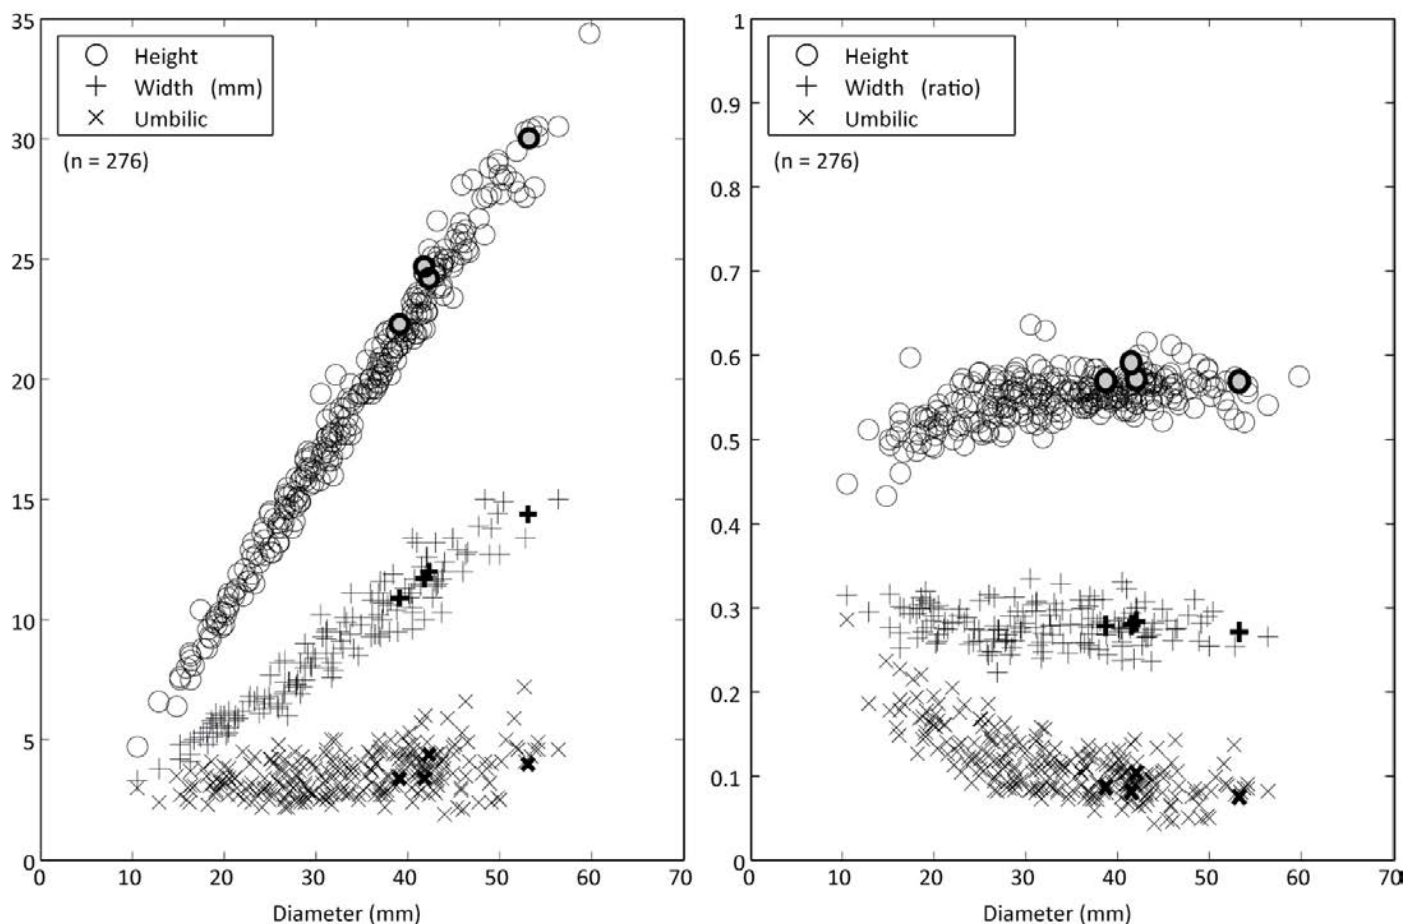 35
30
25
20
15
10
5
0
Height
Width (mm)
Umbilic
(n = 276)
0 10 20 30 40 50 60 70
Diameter (mm)
1
0.9
0.8
0.7
0.6
0.5
0.4
0.3
0.2
0.1
0
Height
Width (ratio)
Umbilic
(n = 276)
0 10 20 30 40 50 60 70
Diameter (mm)